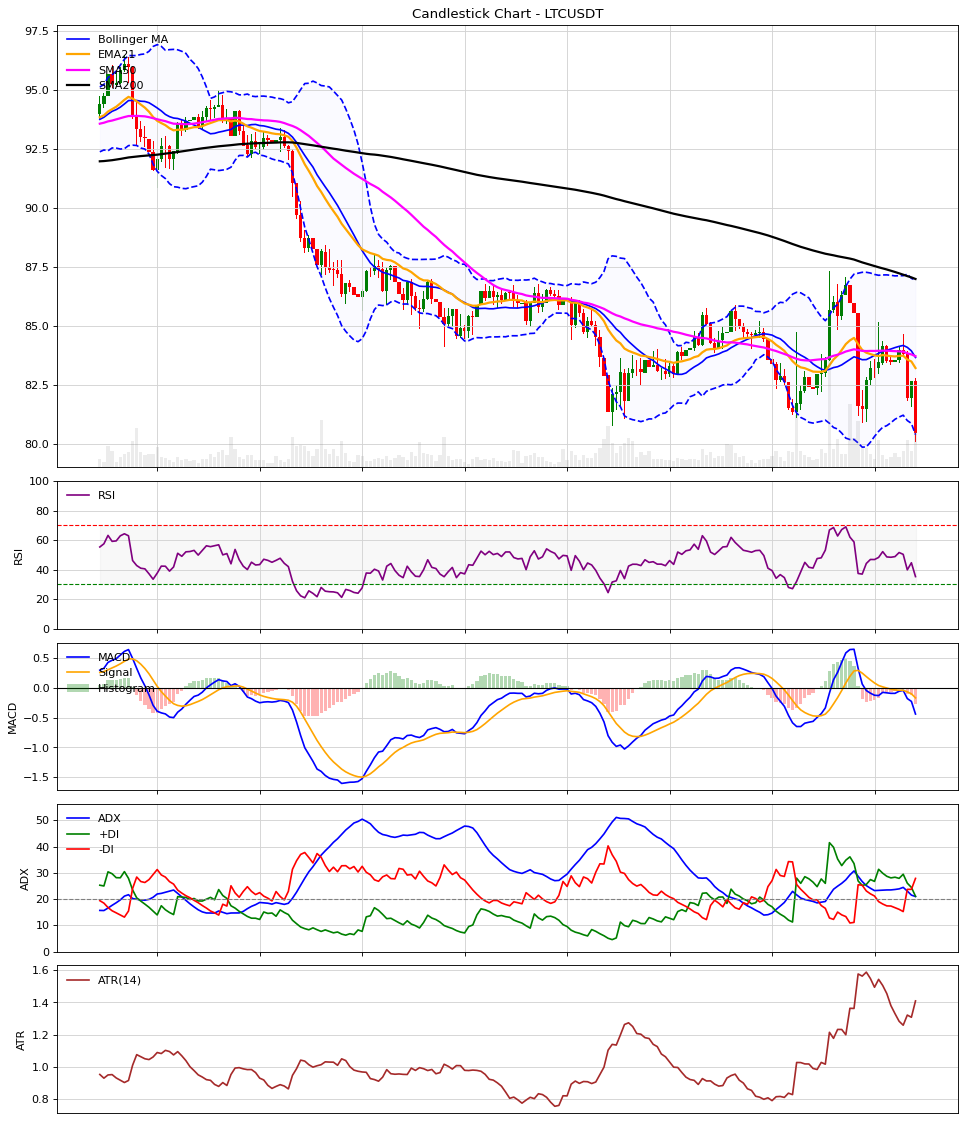 Candlestick Chart - LTCUSDT
97.5
95.0
92.5
90.0
87.5
85.0
82.5
80.0
Bollinger MA
EMA21
SMA50
SMA200
100
80
60
40
20
0
RSI
RSI
0.5
0.0
−0.5
−1.0
−1.5
MACD
MACD
Signal
Histogram
50
40
30
20
10
0
ADX
ADX
+DI
-DI
1.6
1.4
1.2
1.0
0.8
ATR
ATR(14)